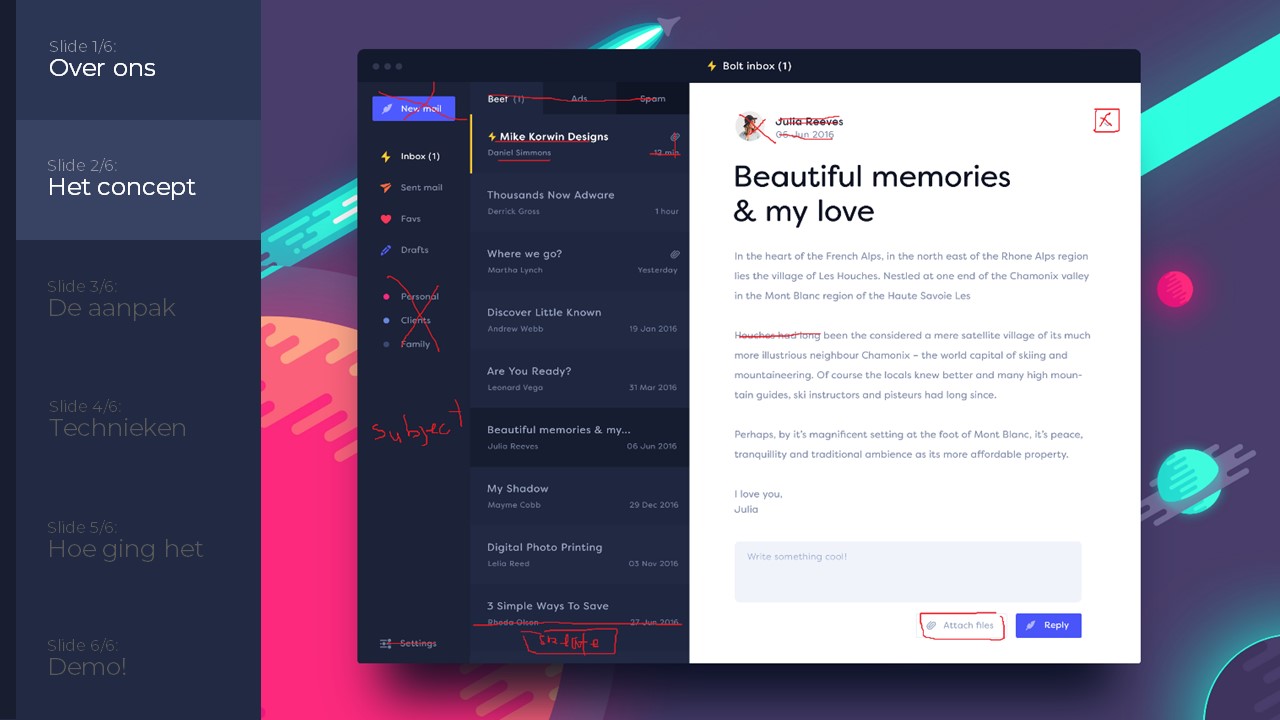 Slide 1/6:
Over ons
Slide 2/6:
Het concept
Slide 3/6:
De aanpak
Slide 4/6:
Technieken
Slide 5/6:
Hoe ging het
Slide 6/6:
Demo!
Bolt inbox (1)
New mail
Inbox (1)
Sent mail
Favs
Drafts
Personal
Clients
Family
subject
Settings
Beef (1)
Ads
Spam
Mike Korwin Designs
Daniel Simmons
12 min
Thousands Now Adware
Derrick Gross
1 hour
Where we go?
Martha Lynch
Yesterday
Discover Little Known
Andrew Webb
19 Jan 2016
Are You Ready?
Leonard Vega
31 Mar 2016
Beautiful memories & my...
Julia Reeves
06 Jun 2016
My Shadow
Mayme Cobb
29 Dec 2016
Digital Photo Printing
Lelia Reed
03 Nov 2016
3 Simple Ways To Save
Rhoda Olson
27 Jun 2016
Julia Reeves
06 Jun 2016
Beautiful memories
& my love
In the heart of the French Alps, in the north east of the Rhone Alps region
lies the village of Les Houches. Nestled at one end of the Chamonix valley
in the Mont Blanc region of the Haute Savoie Les
Houches had long been the considered a mere satellite village of its much
more illustrious neighbour Chamonix – the world capital of skiing and
mountaineering. Of course the locals knew better and many high moun-
tain guides, ski instructors and pisteurs had long since.
Perhaps, by it's magnificent setting at the foot of Mont Blanc, it's peace,
tranquillity and traditional ambience as its more affordable property.
I love you,
Julia
Write something cool!
Attach files
Reply